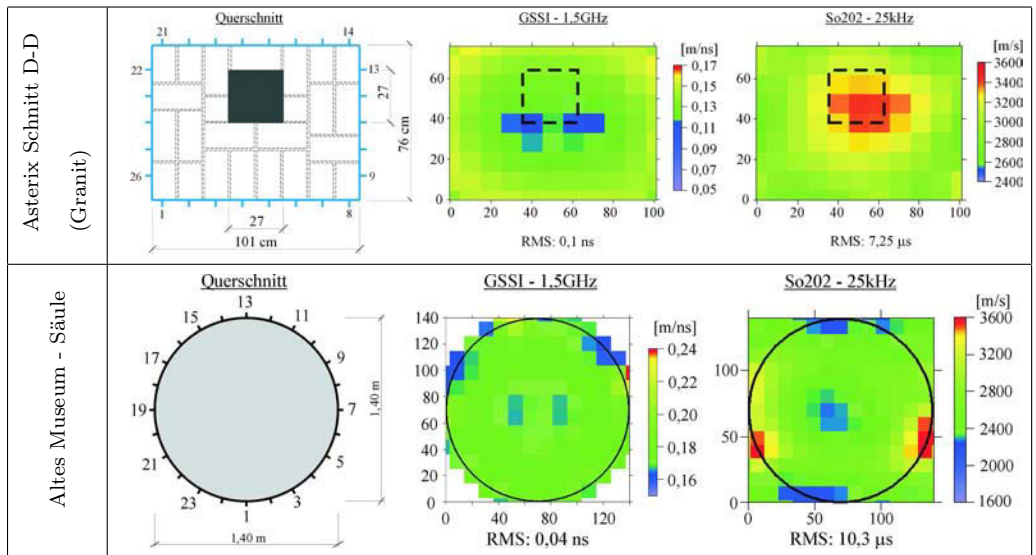 Asterix Schnitt D-D
(Granit)
Querschnitt
21
14
22
13
27
76 cm
26
9
1
8
27
101 cm
GSSI - 1,5GHz
[m/ns]
0,17
0,15
0,13
0,11
0,09
0,07
0,05
60
40
20
0
0 20 40 60 80 100
RMS: 0,1 ns
So202 - 25kHz
[m/s]
3600
3400
3200
3000
2800
2600
2400
60
40
20
0
0 20 40 60 80 100
RMS: 7,25 µs
Altes Museum - Säule
Querschnitt
13
15
11
17
9
19
7
21
5
23
3
1
1,40 m
1,40 m
GSSI - 1,5GHz
[m/ns]
0,24
0,22
0,20
0,18
0,16
140
120
100
80
60
40
20
0
0 40 80 120
RMS: 0,04 ns
So202 - 25kHz
[m/s]
3600
3200
2800
2400
2000
1600
100
50
0
0 50 100
RMS: 10,3 µs